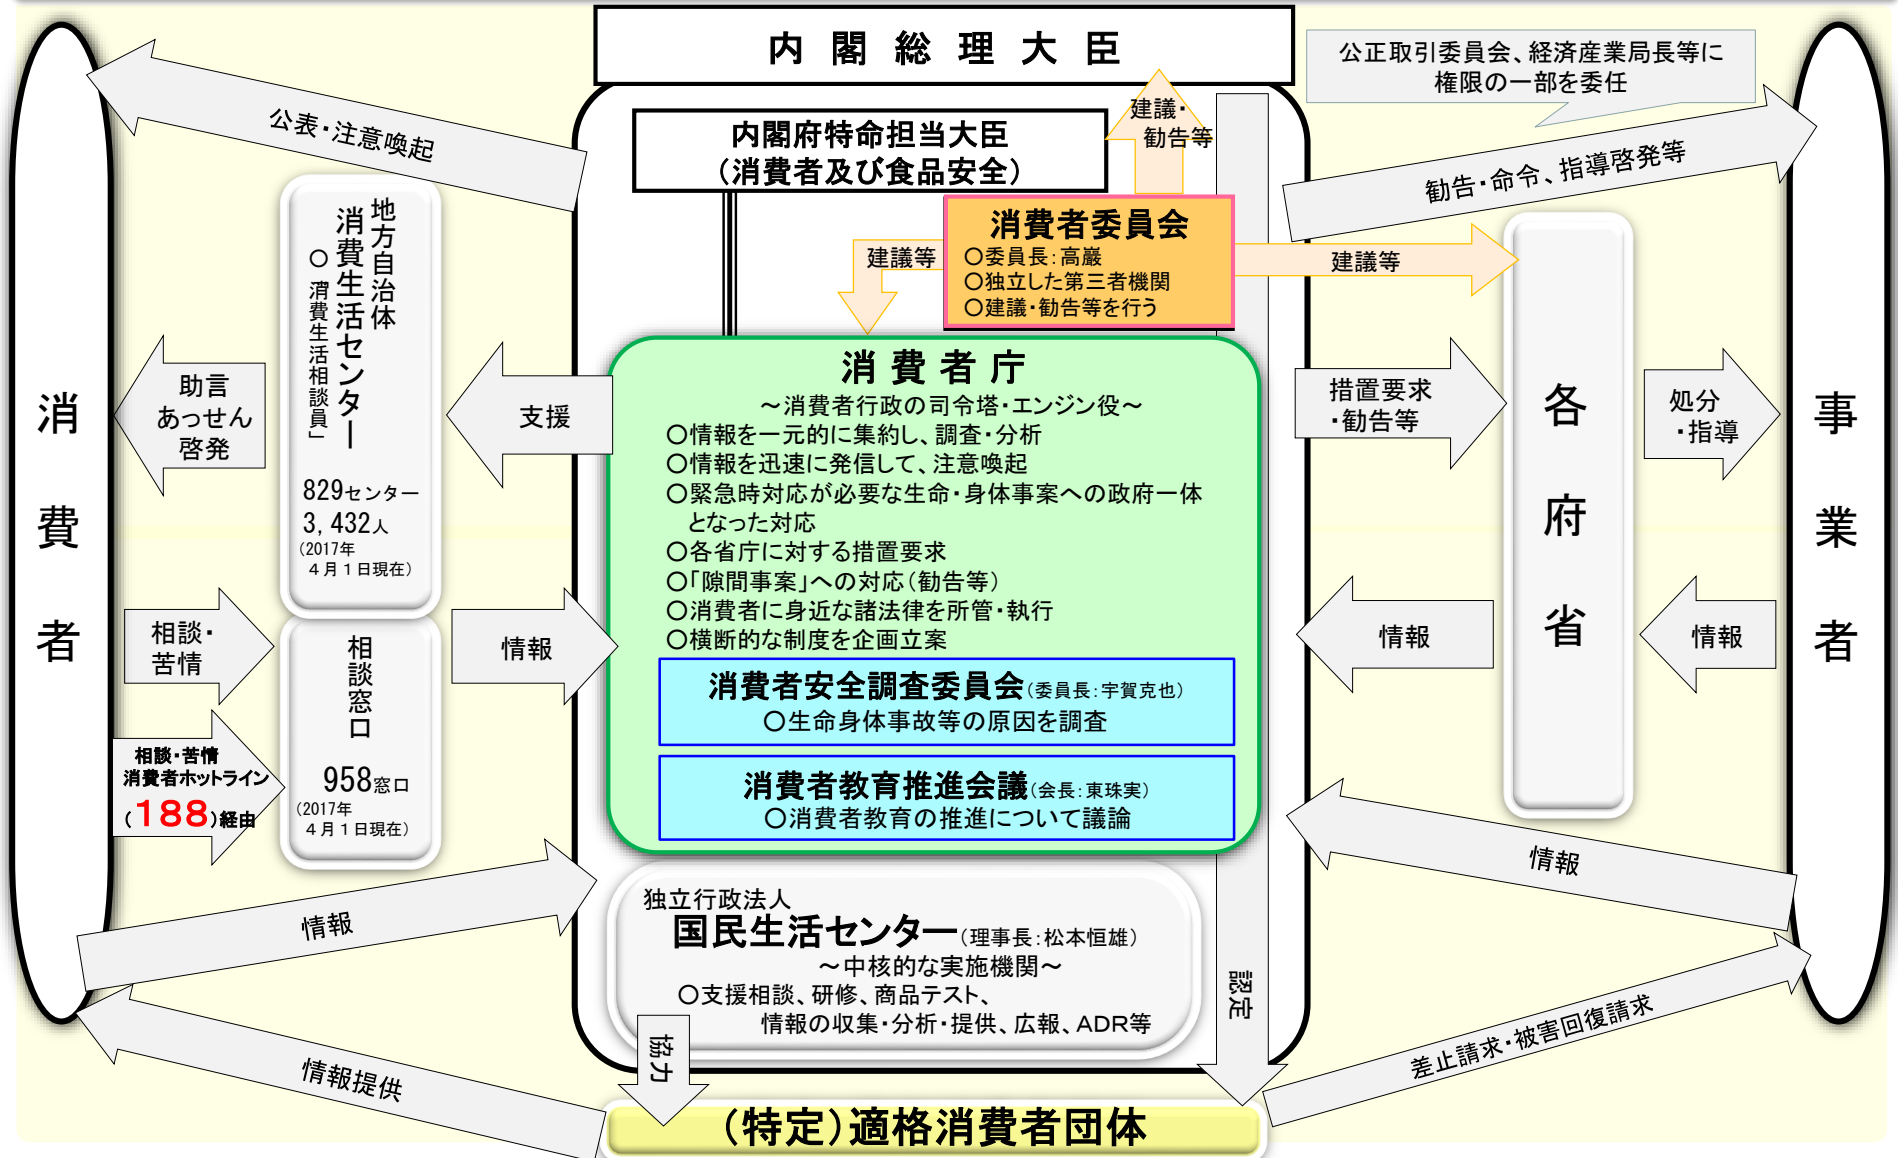 内閣総理大臣
公正取引委員会、経済産業局長等に
権限の一部を委任
内閣府特命担当大臣
（消費者及び食品安全）
建議・
勧告等
公表・注意喚起
勧告・命令、指導啓発等
消費者委員会
○委員長：高巖
○独立した第三者機関
○建議・勧告等を行う
建議等
建議等
消費者
地方自治体
消費生活センター
○「消費生活相談員」
829センター
3,432人
（2017年
４月１日現在）
助言
あっせん
啓発
支援
消費者庁
～消費者行政の司令塔・エンジン役～
○情報を一元的に集約し、調査・分析
○情報を迅速に発信して、注意喚起
○緊急時対応が必要な生命・身体事案への政府一体
となった対応
○各省庁に対する措置要求
○「隙間事案」への対応（勧告等）
○消費者に身近な諸法律を所管・執行
○横断的な制度を企画立案
措置要求
・勧告等
各府省
処分
・指導
事業者
相談・
苦情
相談窓口
958窓口
（2017年
４月１日現在）
情報
情報
情報
相談・苦情
消費者ホットライン
（188）経由
消費者安全調査委員会（委員長：宇賀克也）
○生命身体事故等の原因を調査
消費者教育推進会議（会長：東珠実）
○消費者教育の推進について議論
情報
情報
独立行政法人
国民生活センター（理事長：松本恒雄）
～中核的な実施機関～
○支援相談、研修、商品テスト、
情報の収集・分析・提供、広報、ADR等
認定
協力
情報提供
差止請求・被害回復請求
（特定）適格消費者団体